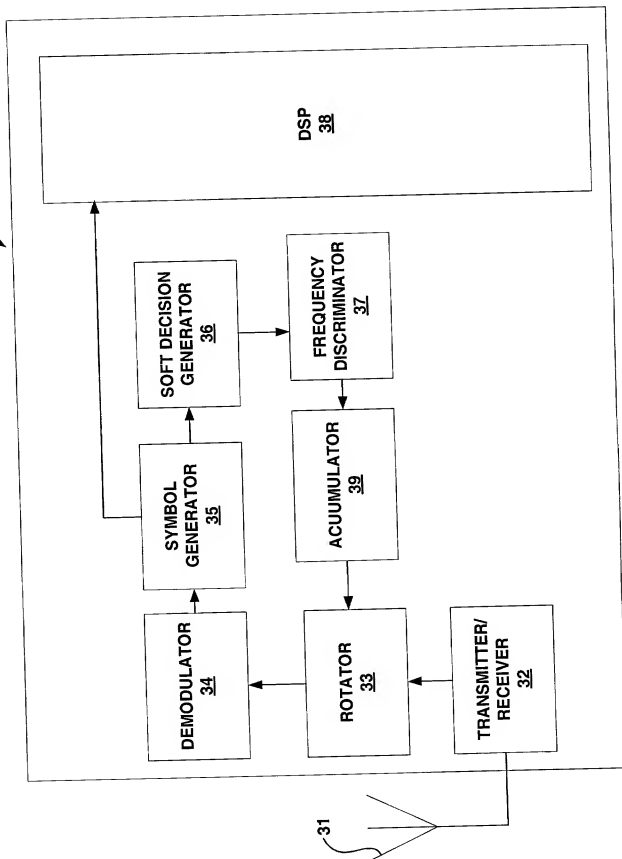 31
TRANSMITTER/
RECEIVER
32
ROTATOR
33
DEMODULATOR
34
SYMBOL
GENERATOR
35
SOFT DECISION
GENERATOR
36
FREQUENCY
DISCRIMINATOR
37
ACUUMULATOR
39
DSP
38